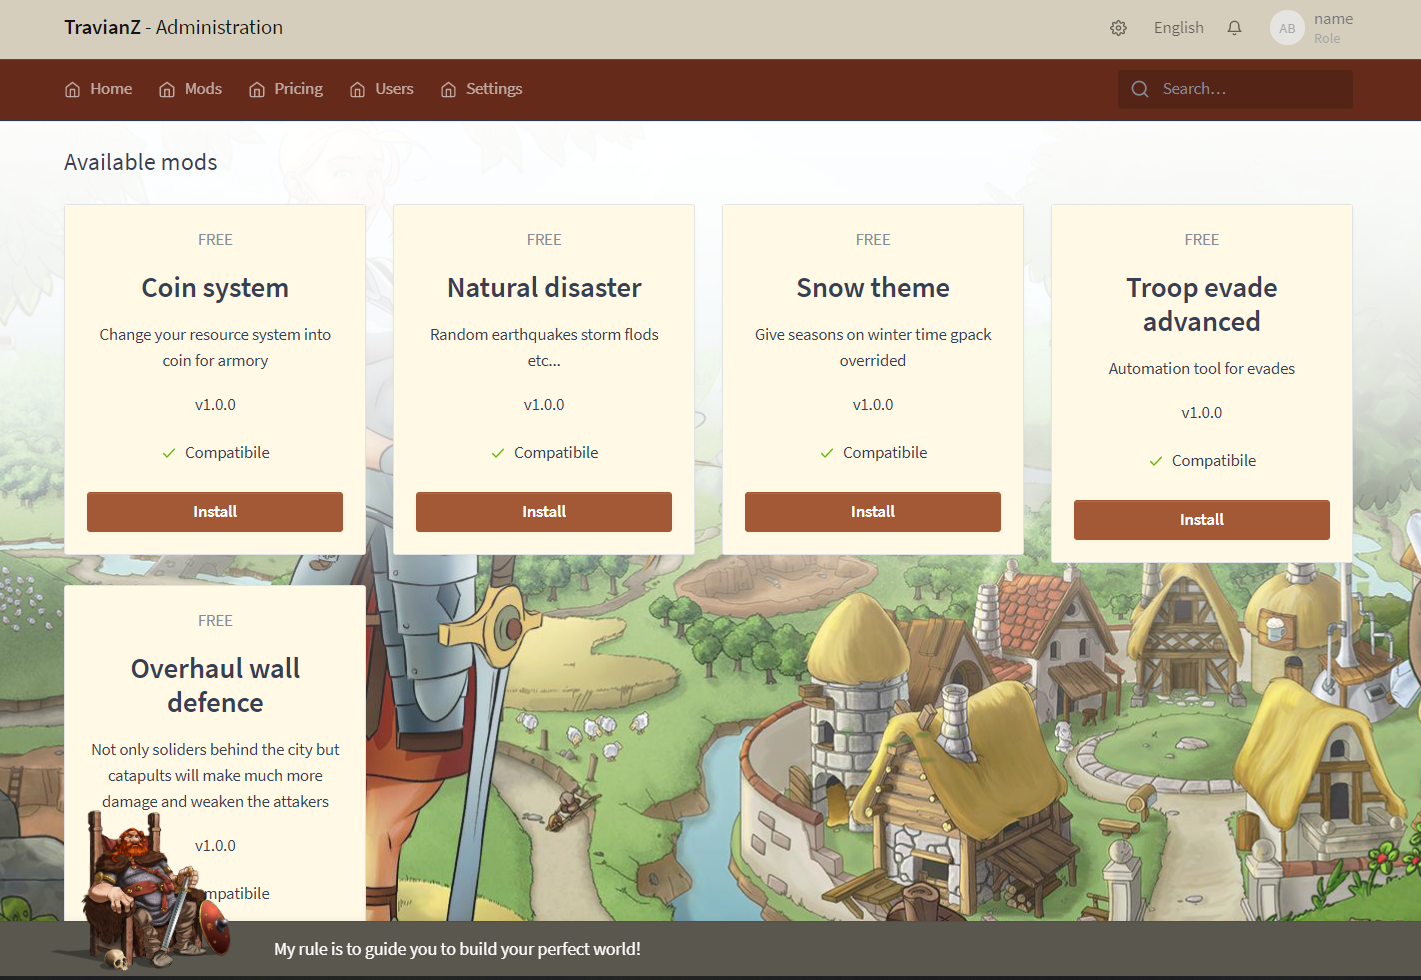 TravianZ - Administration
English
AB
name
Role
Home
Mods
Pricing
Users
Settings
Search...
Available mods
FREE
Coin system
Change your resource system into
coin for armory
v1.0.0
Compatibile
Install
FREE
Natural disaster
Random earthquakes storm flods
etc...
v1.0.0
Compatibile
Install
FREE
Snow theme
Give seasons on winter time gpack
overrided
v1.0.0
Compatibile
Install
FREE
Troop evade
advanced
Automation tool for evades
v1.0.0
Compatibile
Install
FREE
Overhaul wall
defence
Not only soliders behind the city but
catapults will make much more
damage and weaken the attakers
v1.0.0
mpatibile
My rule is to guide you to build your perfect world!